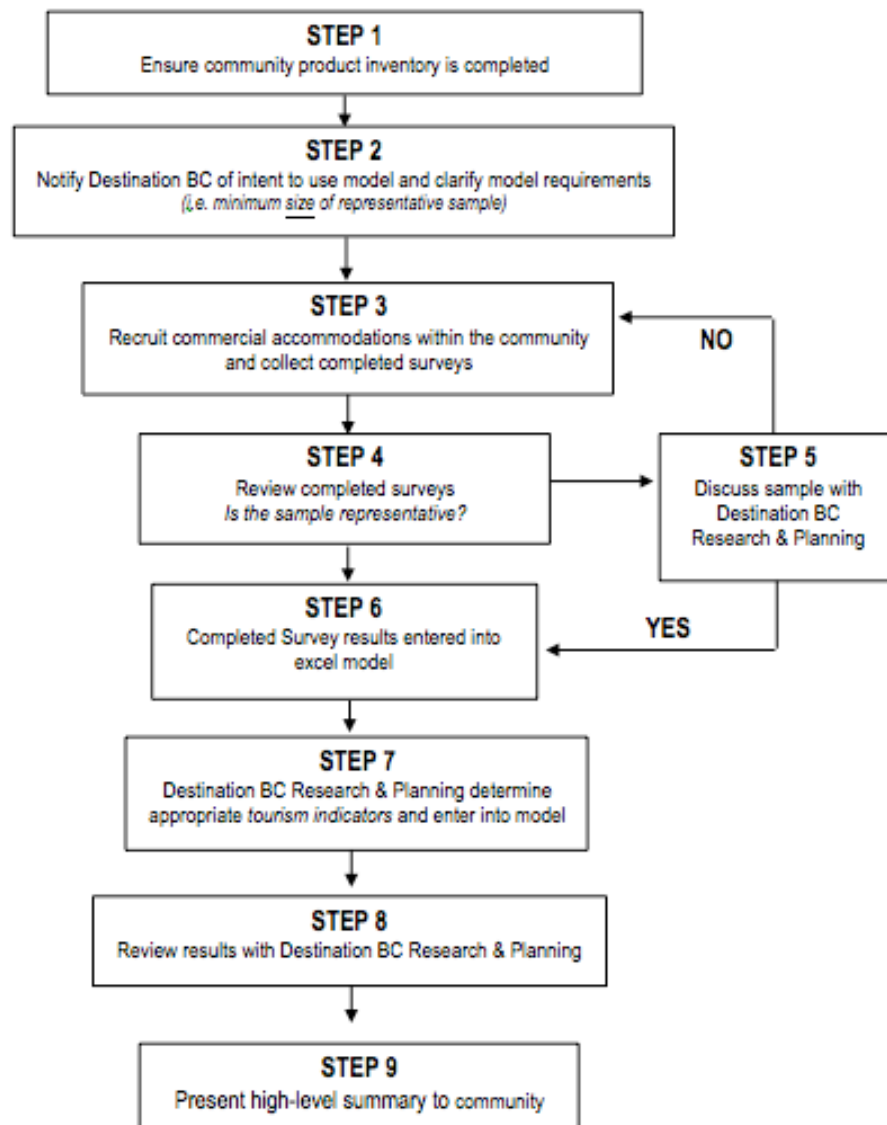 STEP 1
Ensure community product inventory is completed
STEP 2
Notify Destination BC of intent to use model and clarify model requirements
(i,e. minimum size of representative sample)
STEP 3
Recruit commercial accommodations within the community
and collect completed surveys
NO
STEP 4
Review completed surveys
Is the sample representative?
STEP 5
Discuss sample with
Destination BC
Research & Planning
STEP 6
Completed Survey results entered into
excel model
YES
STEP 7
Destination BC Research & Planning determine
appropriate tourism indicators and enter into model
STEP 8
Review results with Destination BC Research & Planning
STEP 9
Present high-level summary to community